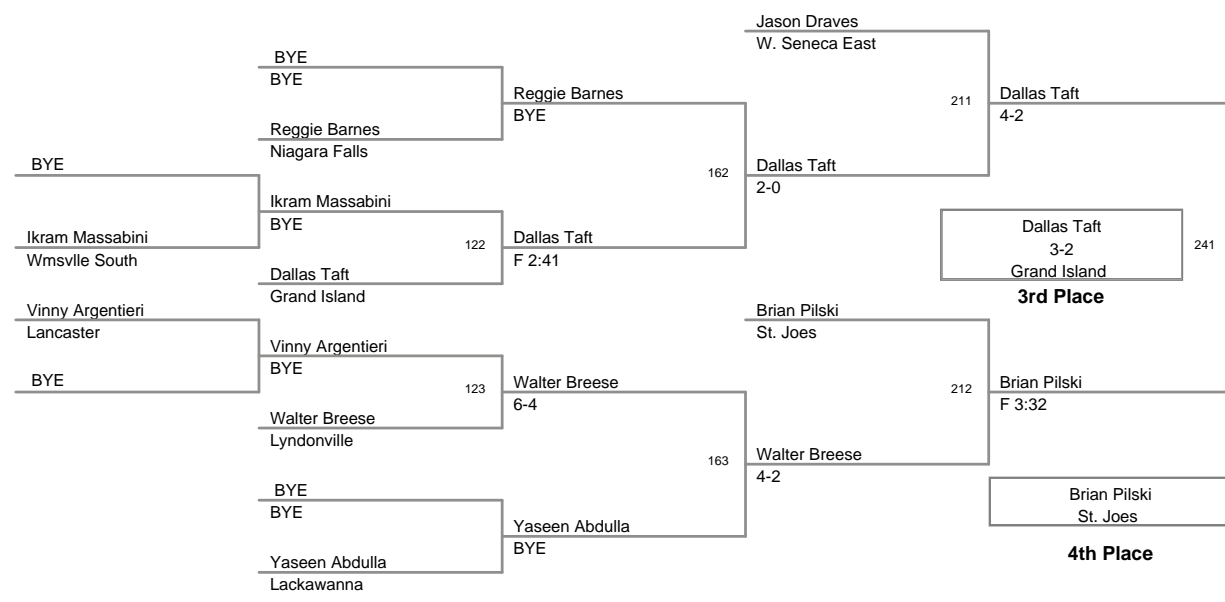 Jason Draves
W. Seneca East
BYE
BYE
Reggie Barnes
BYE
211
Dallas Taft
4-2
Reggie Barnes
Niagara Falls
BYE
162
Dallas Taft
2-0
Ikram Massabini
BYE
Ikram Massabini
Wmsvlle South
122
Dallas Taft
F 2:41
Dallas Taft
3-2
Grand Island
241
3rd Place
Dallas Taft
Grand Island
Vinny Argentieri
Lancaster
Brian Pilski
St. Joes
Vinny Argentieri
BYE
BYE
123
Walter Breese
6-4
212
Brian Pilski
F 3:32
Walter Breese
Lyndonville
163
Walter Breese
4-2
BYE
BYE
Brian Pilski
St. Joes
Yaseen Abdulla
BYE
4th Place
Yaseen Abdulla
Lackawanna